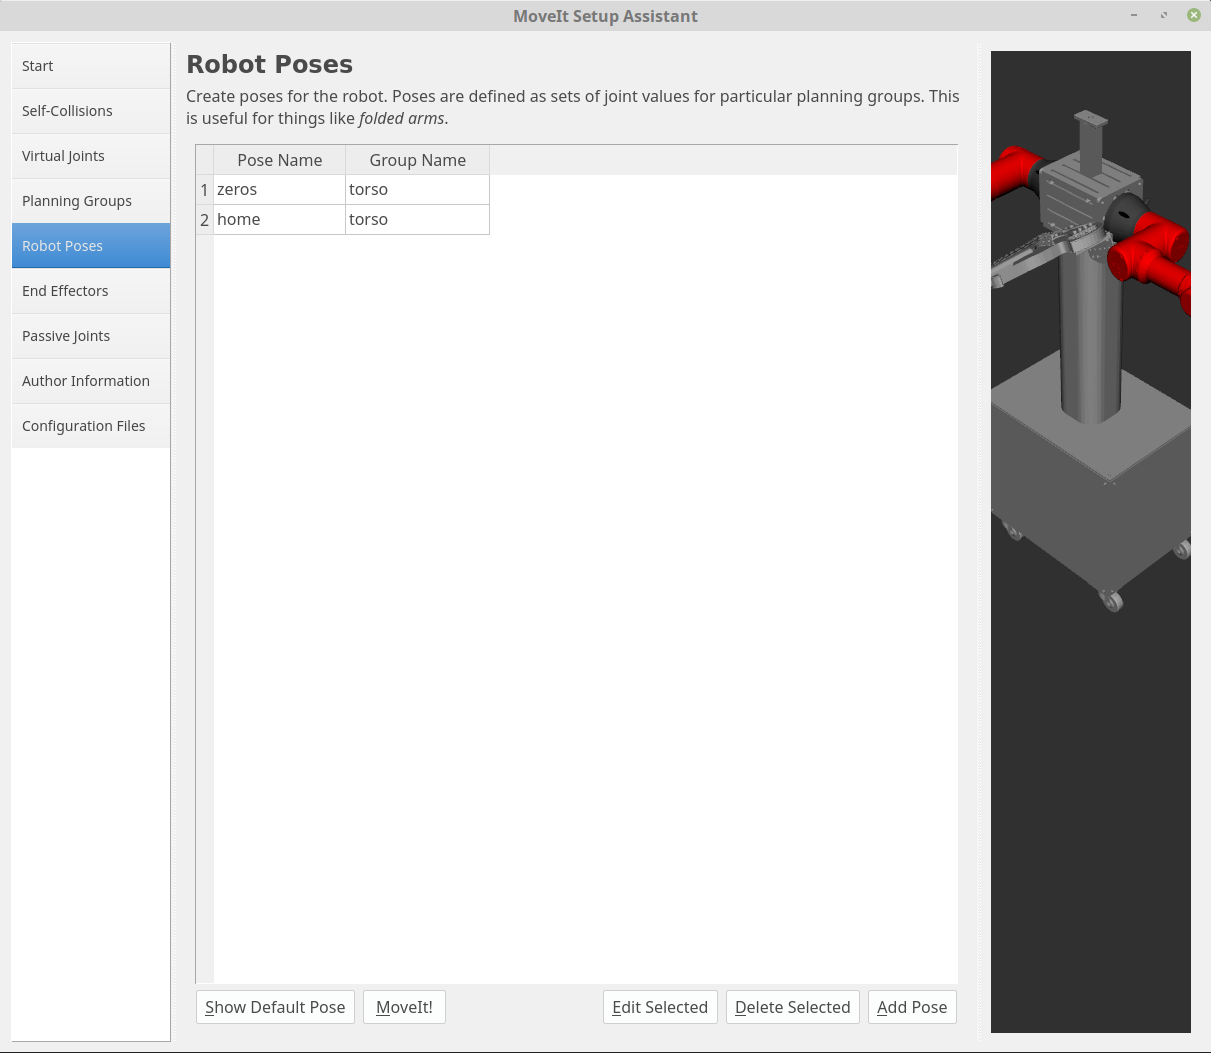 MoveIt Setup Assistant
Start
Self-Collisions
Virtual Joints
Planning Groups
Robot Poses
End Effectors
Passive Joints
Author Information
Configuration Files
Robot Poses
Create poses for the robot. Poses are defined as sets of joint values for particular planning groups. This
is useful for things like folded arms.
Pose Name Group Name
1 zeros torso
2 home torso
Show Default Pose MoveIt! Edit Selected Delete Selected Add Pose